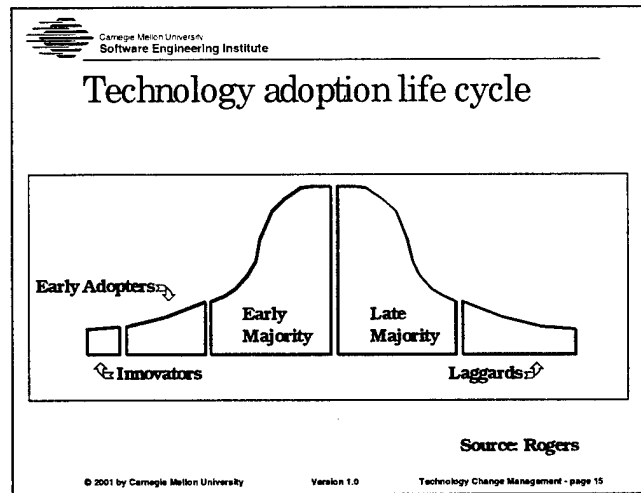 Carnegie Mellon University
Software Engineering Institute
Technology adoption life cycle
Early Adopters
Early
Majority
Late
Majority
Innovators
Laggards
Source: Rogers
© 2001 by Carnegie Mellon University
Version 1.0
Technology Change Management - page 15